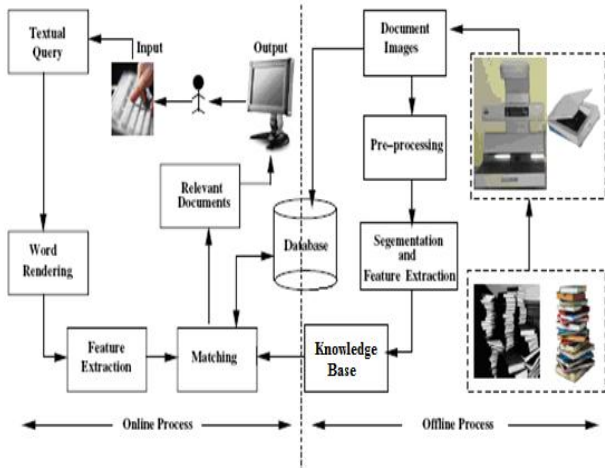 Textual
Query
Input
Output
Document
Images
Pre-processing
Relevant
Documents
Database
Segementation
and
Feature Extraction
Word
Rendering
Feature
Extraction
Matching
Knowledge
Base
Online Process
Offline Process